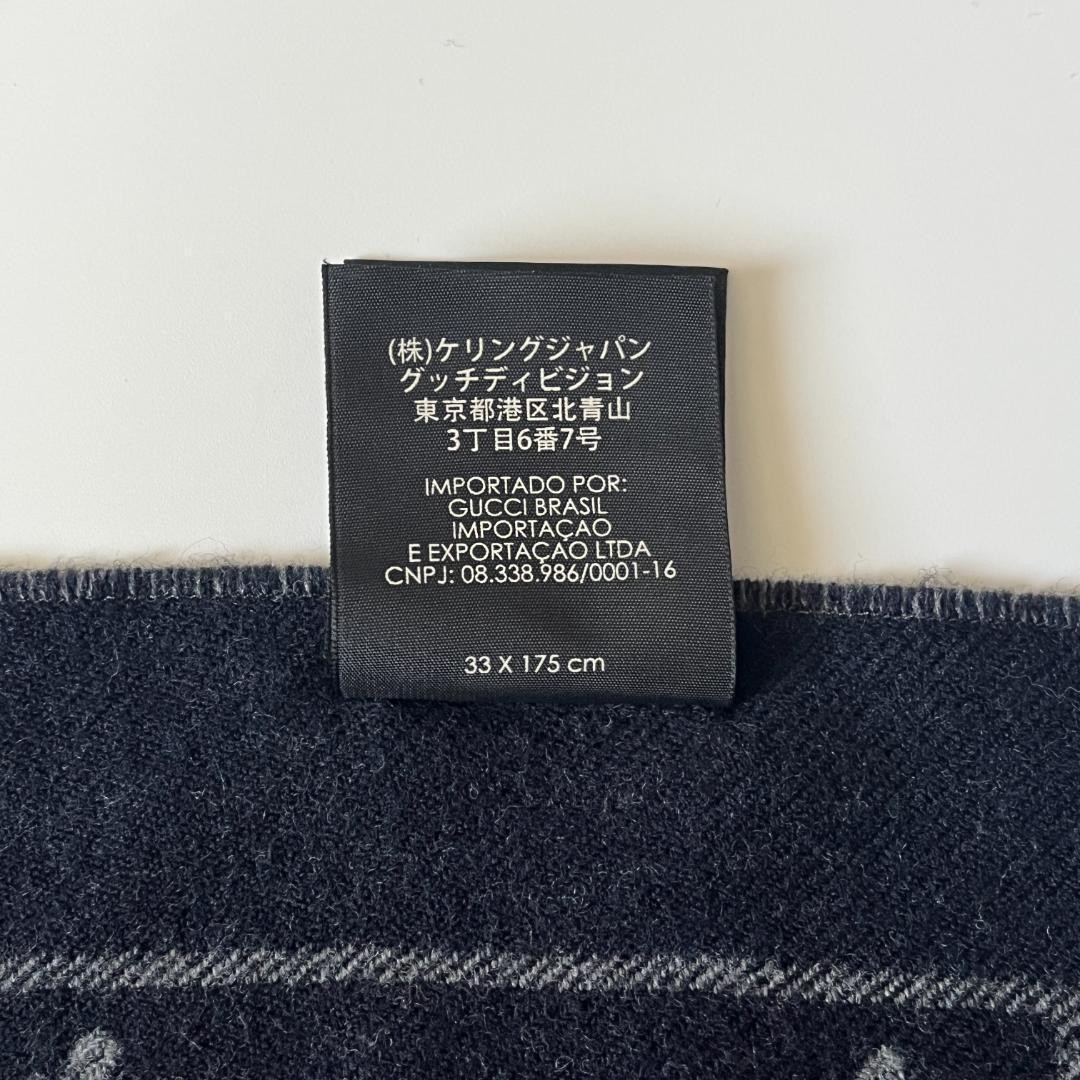 (株)ケリングジャパン
グッチディビジョン
東京都港区北青山
3丁目6番7号
IMPORTADO POR:
GUCCI BRASIL
IMPORTAÇAO
E EXPORTAÇAO LTDA
CNPJ: 08.338.986/0001-16
33 X 175 cm